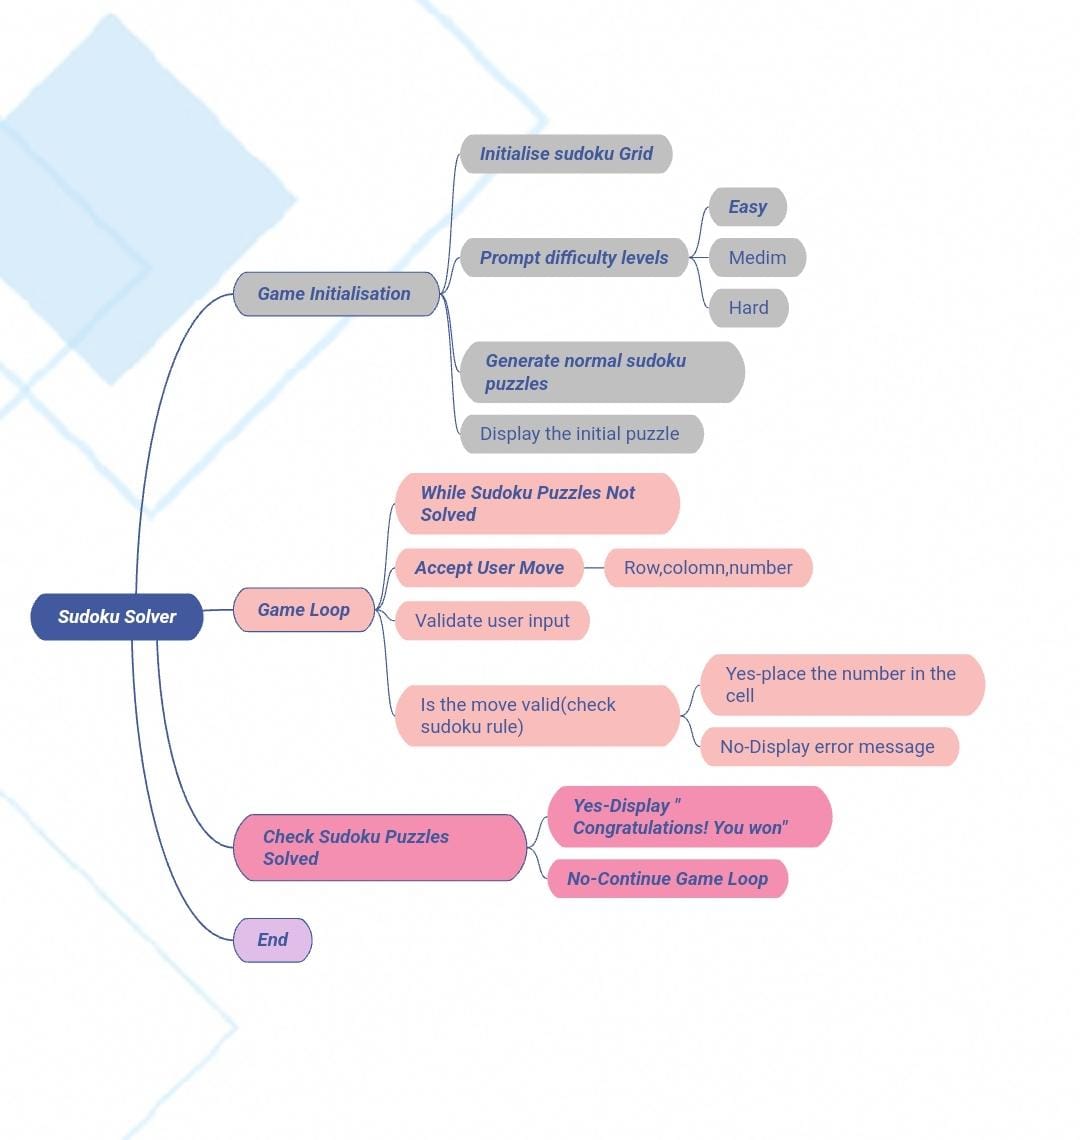 Initialise sudoku Grid
Easy
Prompt difficulty levels
Medim
Game Initialisation
Hard
Generate normal sudoku
puzzles
Display the initial puzzle
While Sudoku Puzzles Not
Solved
Accept User Move
Row,colomn,number
Sudoku Solver
Game Loop
Validate user input
Is the move valid(check
sudoku rule)
Yes-place the number in the
cell
No-Display error message
Check Sudoku Puzzles
Solved
Yes-Display "
Congratulations! You won"
No-Continue Game Loop
End